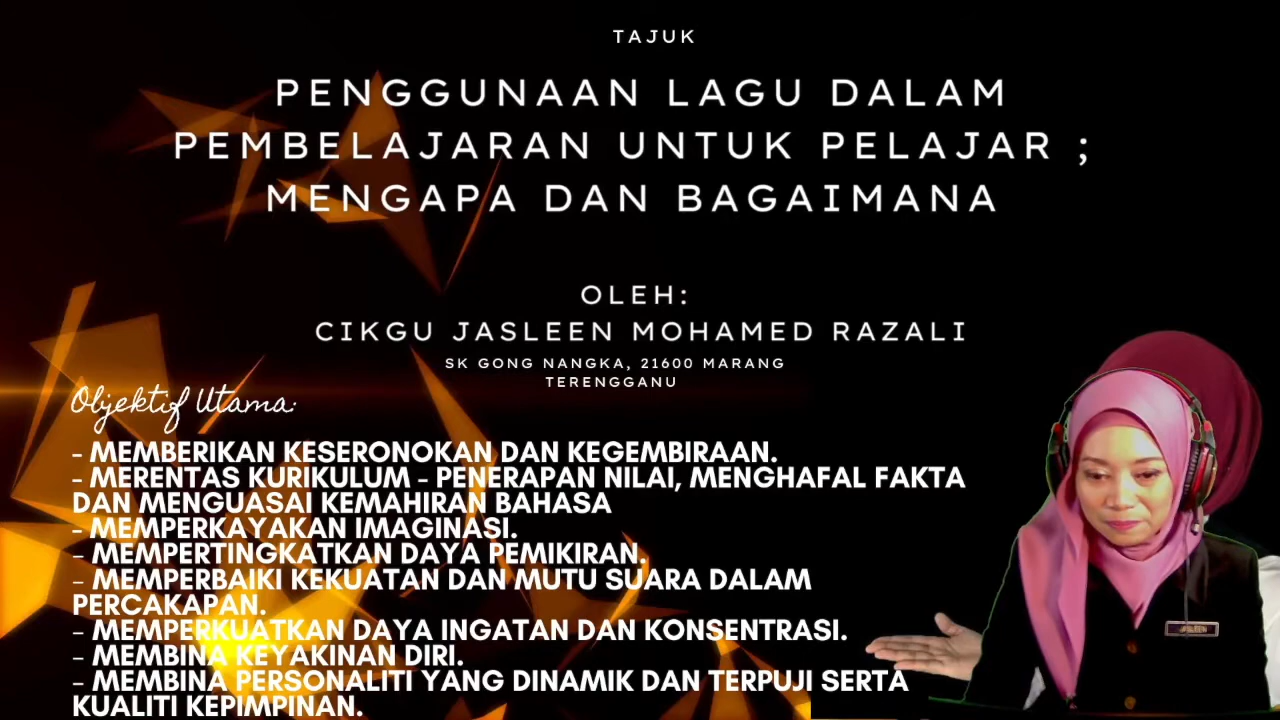 TAJUK
PENGGUNAAN LAGU DALAM
PEMBELAJARAN UNTUK PELAJAR ;
MENGAPA DAN BAGAIMANA
OLEH:
CIKGU JASLEEN MOHAMED RAZALI
SK GONG NANGKA, 21600 MARANG
TERENGGANU
Objektif Utama:
- MEMBERIKAN KESERONOKAN DAN KEGEMBIRAAN.
- MERENTAS KURIKULUM - PENERAPAN NILAI, MENGHAFAL FAKTA
DAN MENGUASAI KEMAHIRAN BAHASA
- MEMPERKAYAKAN IMAGINASI.
- MEMPERTINGKATKAN DAYA PEMIKIRAN.
- MEMPERBAIKI KEKUATAN DAN MUTU SUARA DALAM
PERCAKAPAN.
- MEMPERKUATKAN DAYA INGATAN DAN KONSENTRASI.
- MEMBINA KEYAKINAN DIRI.
- MEMBINA PERSONALITI YANG DINAMIK DAN TERPUJI SERTA
KUALITI KEPIMPINAN.
JASLEEN